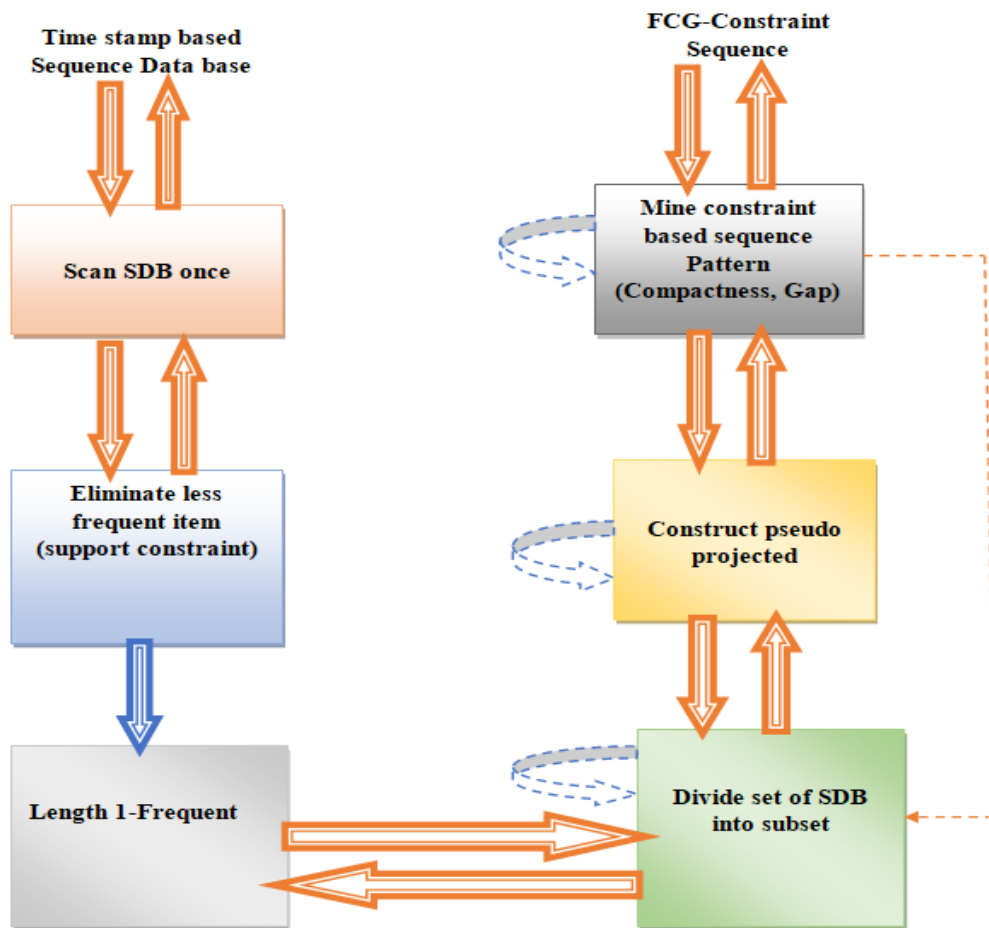 Time stamp based
Sequence Data base
Scan SDB once
Eliminate less
frequent item
(support constraint)
Length 1-Frequent
FCG-Constraint
Sequence
Mine constraint
based sequence
Pattern
(Compactness, Gap)
Construct pseudo
projected
Divide set of SDB
into subset